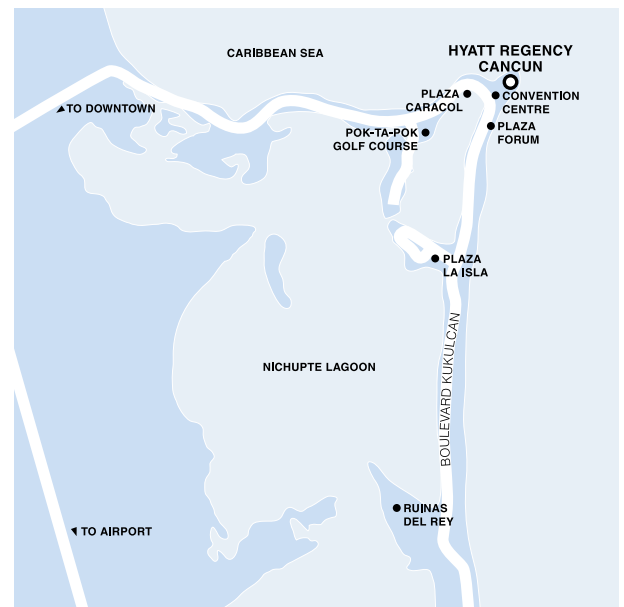 CARIBBEAN SEA
HYATT REGENCY
CANCUN
TO DOWNTOWN
PLAZA
CARACOL
CONVENTION
CENTRE
POK-TA-POK
GOLF COURSE
PLAZA
FORUM
PLAZA
LA ISLA
BOULEVARD KUKULCAN
NICHUPTE LAGOON
RUINAS
DEL REY
TO AIRPORT